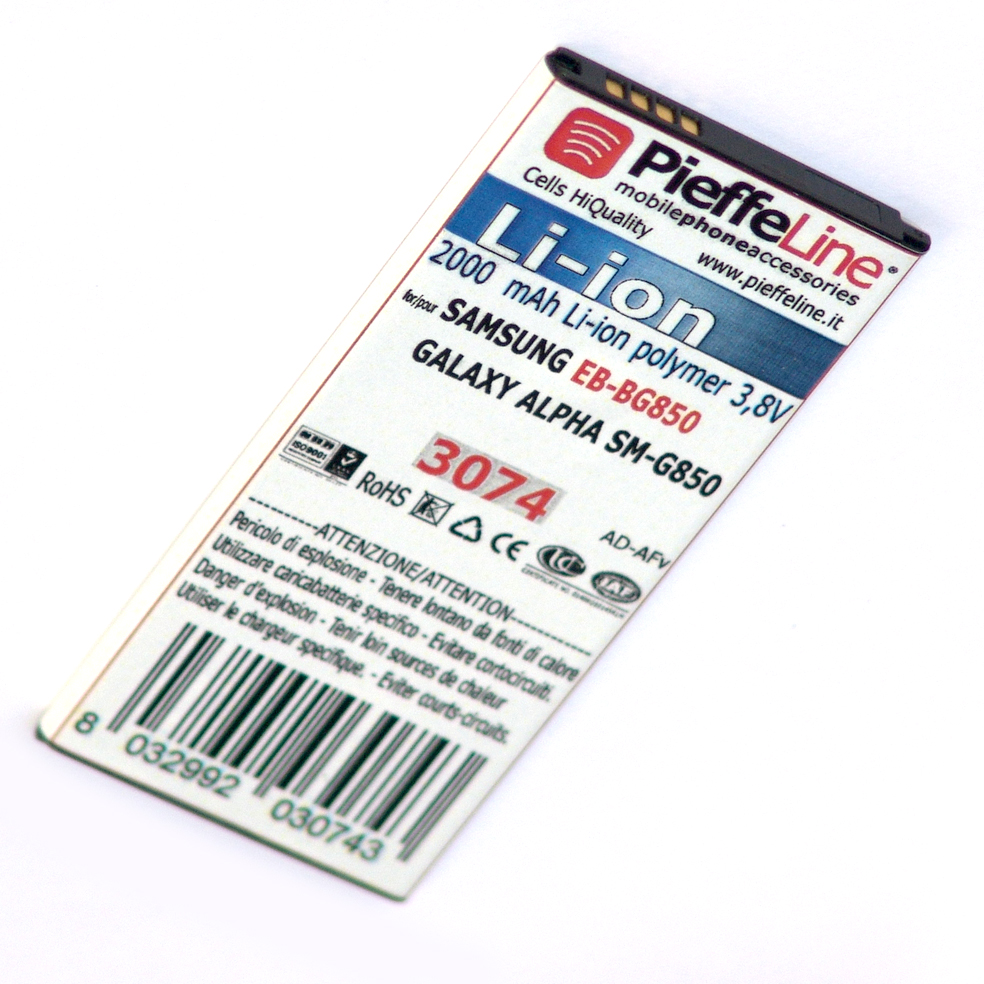 PieffeLine®
mobilephoneaccessories
Cells HiQuality
www.pieffeline.it
Li-ion
2000 mAh Li-ion polymer 3,8V
for/pour SAMSUNG EB-BG850
GALAXY ALPHA SM-G850
3074
ISO9001
RoHS
CE
AD-AFV
----------ATTENZIONE/ATTENTION----------
Pericolo di esplosione - Tenere lontano da fonti di calore
Utilizzare caricabatterie specifico - Evitare cortocircuiti.
Danger d'explosion - Tenir loin sources de chaleur
Utiliser le chargeur specifique. - Eviter courts-circuits.
8 032992 030743